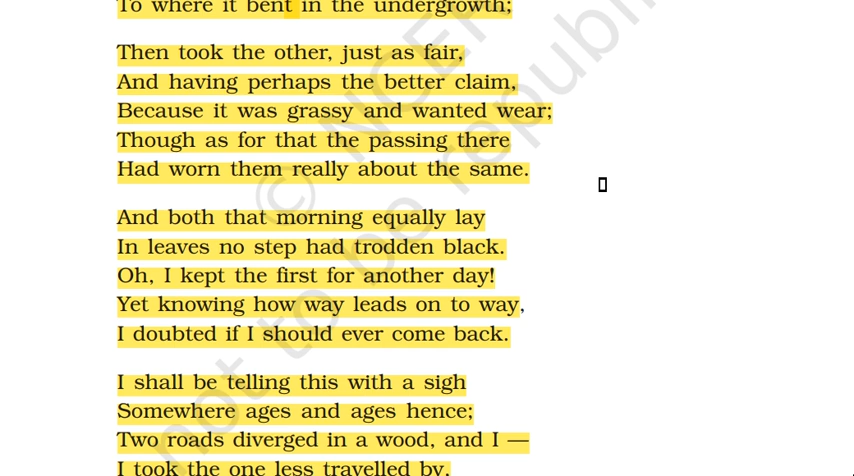 To where it bent in the undergrowth;
Then took the other, just as fair,
And having perhaps the better claim,
Because it was grassy and wanted wear;
Though as for that the passing there
Had worn them really about the same.
And both that morning equally lay
In leaves no step had trodden black.
Oh, I kept the first for another day!
Yet knowing how way leads on to way,
I doubted if I should ever come back.
I shall be telling this with a sigh
Somewhere ages and ages hence;
Two roads diverged in a wood, and I —
I took the one less travelled by,
© NCER
not to be republi